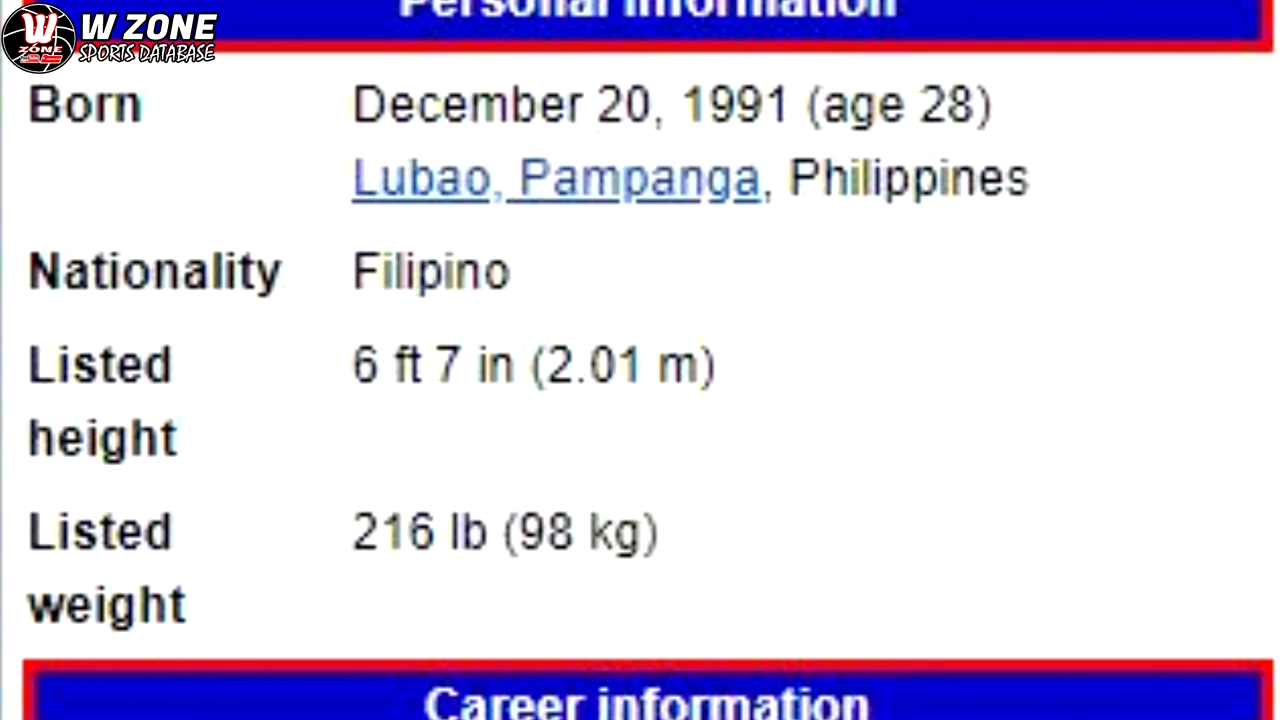 Personal information
W ZONE
SPORTS DATABASE
W
ZONE
Born December 20, 1991 (age 28)
Lubao, Pampanga, Philippines
Nationality Filipino
Listed height 6 ft 7 in (2.01 m)
Listed weight 216 lb (98 kg)
Career information